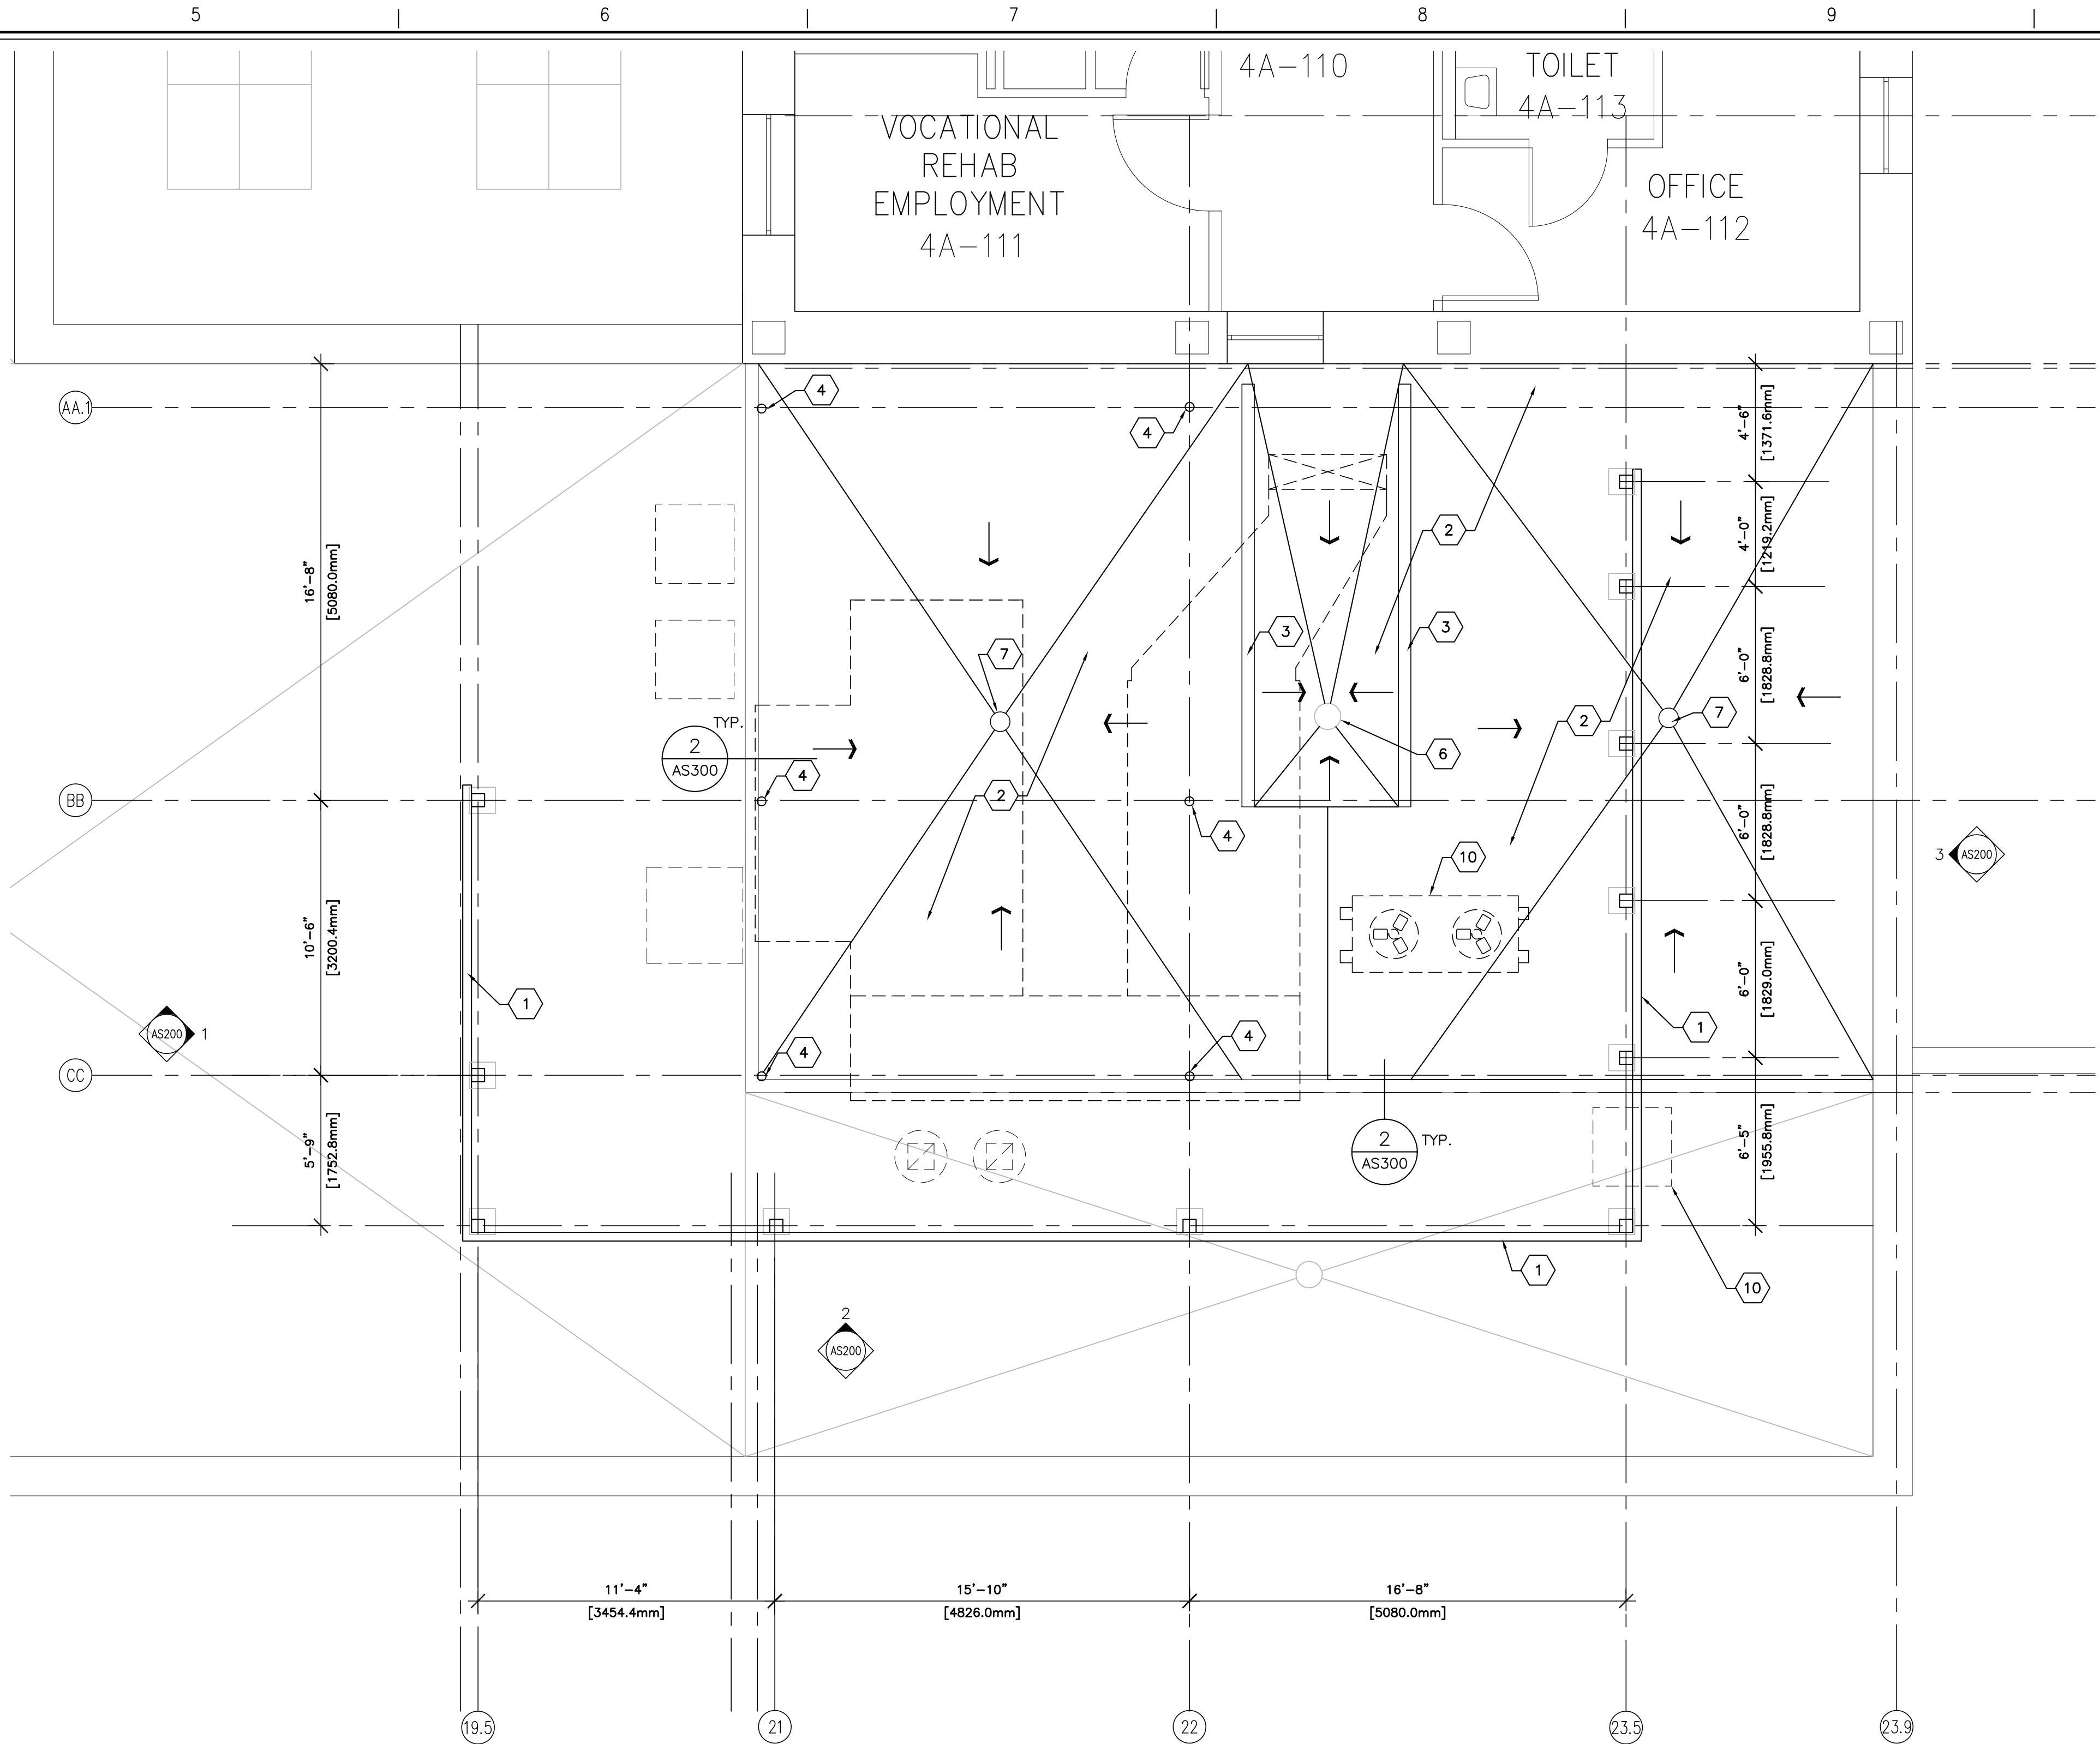 5
6
7
8
9
4A-110
TOILET
4A-113
VOCATIONAL
REHAB
EMPLOYMENT
4A-111
OFFICE
4A-112
AA.1
4
4
4'-6"
[1371.6mm]
16'-8"
[5080.0mm]
2
4'-0"
[1219.2mm]
3
3
7
6'-0"
[1828.8mm]
TYP.
2
AS300
6
2
7
4
BB
2
4
6'-0"
[1828.8mm]
10
3
AS200
10'-6"
[3200.4mm]
1
6'-0"
[1829.0mm]
1
AS200
1
4
4
CC
5'-9"
[1752.8mm]
2
AS300
TYP.
6'-5"
[1955.8mm]
1
10
2
AS200
11'-4"
[3454.4mm]
15'-10"
[4826.0mm]
16'-8"
[5080.0mm]
19.5
21
22
23.5
23.9